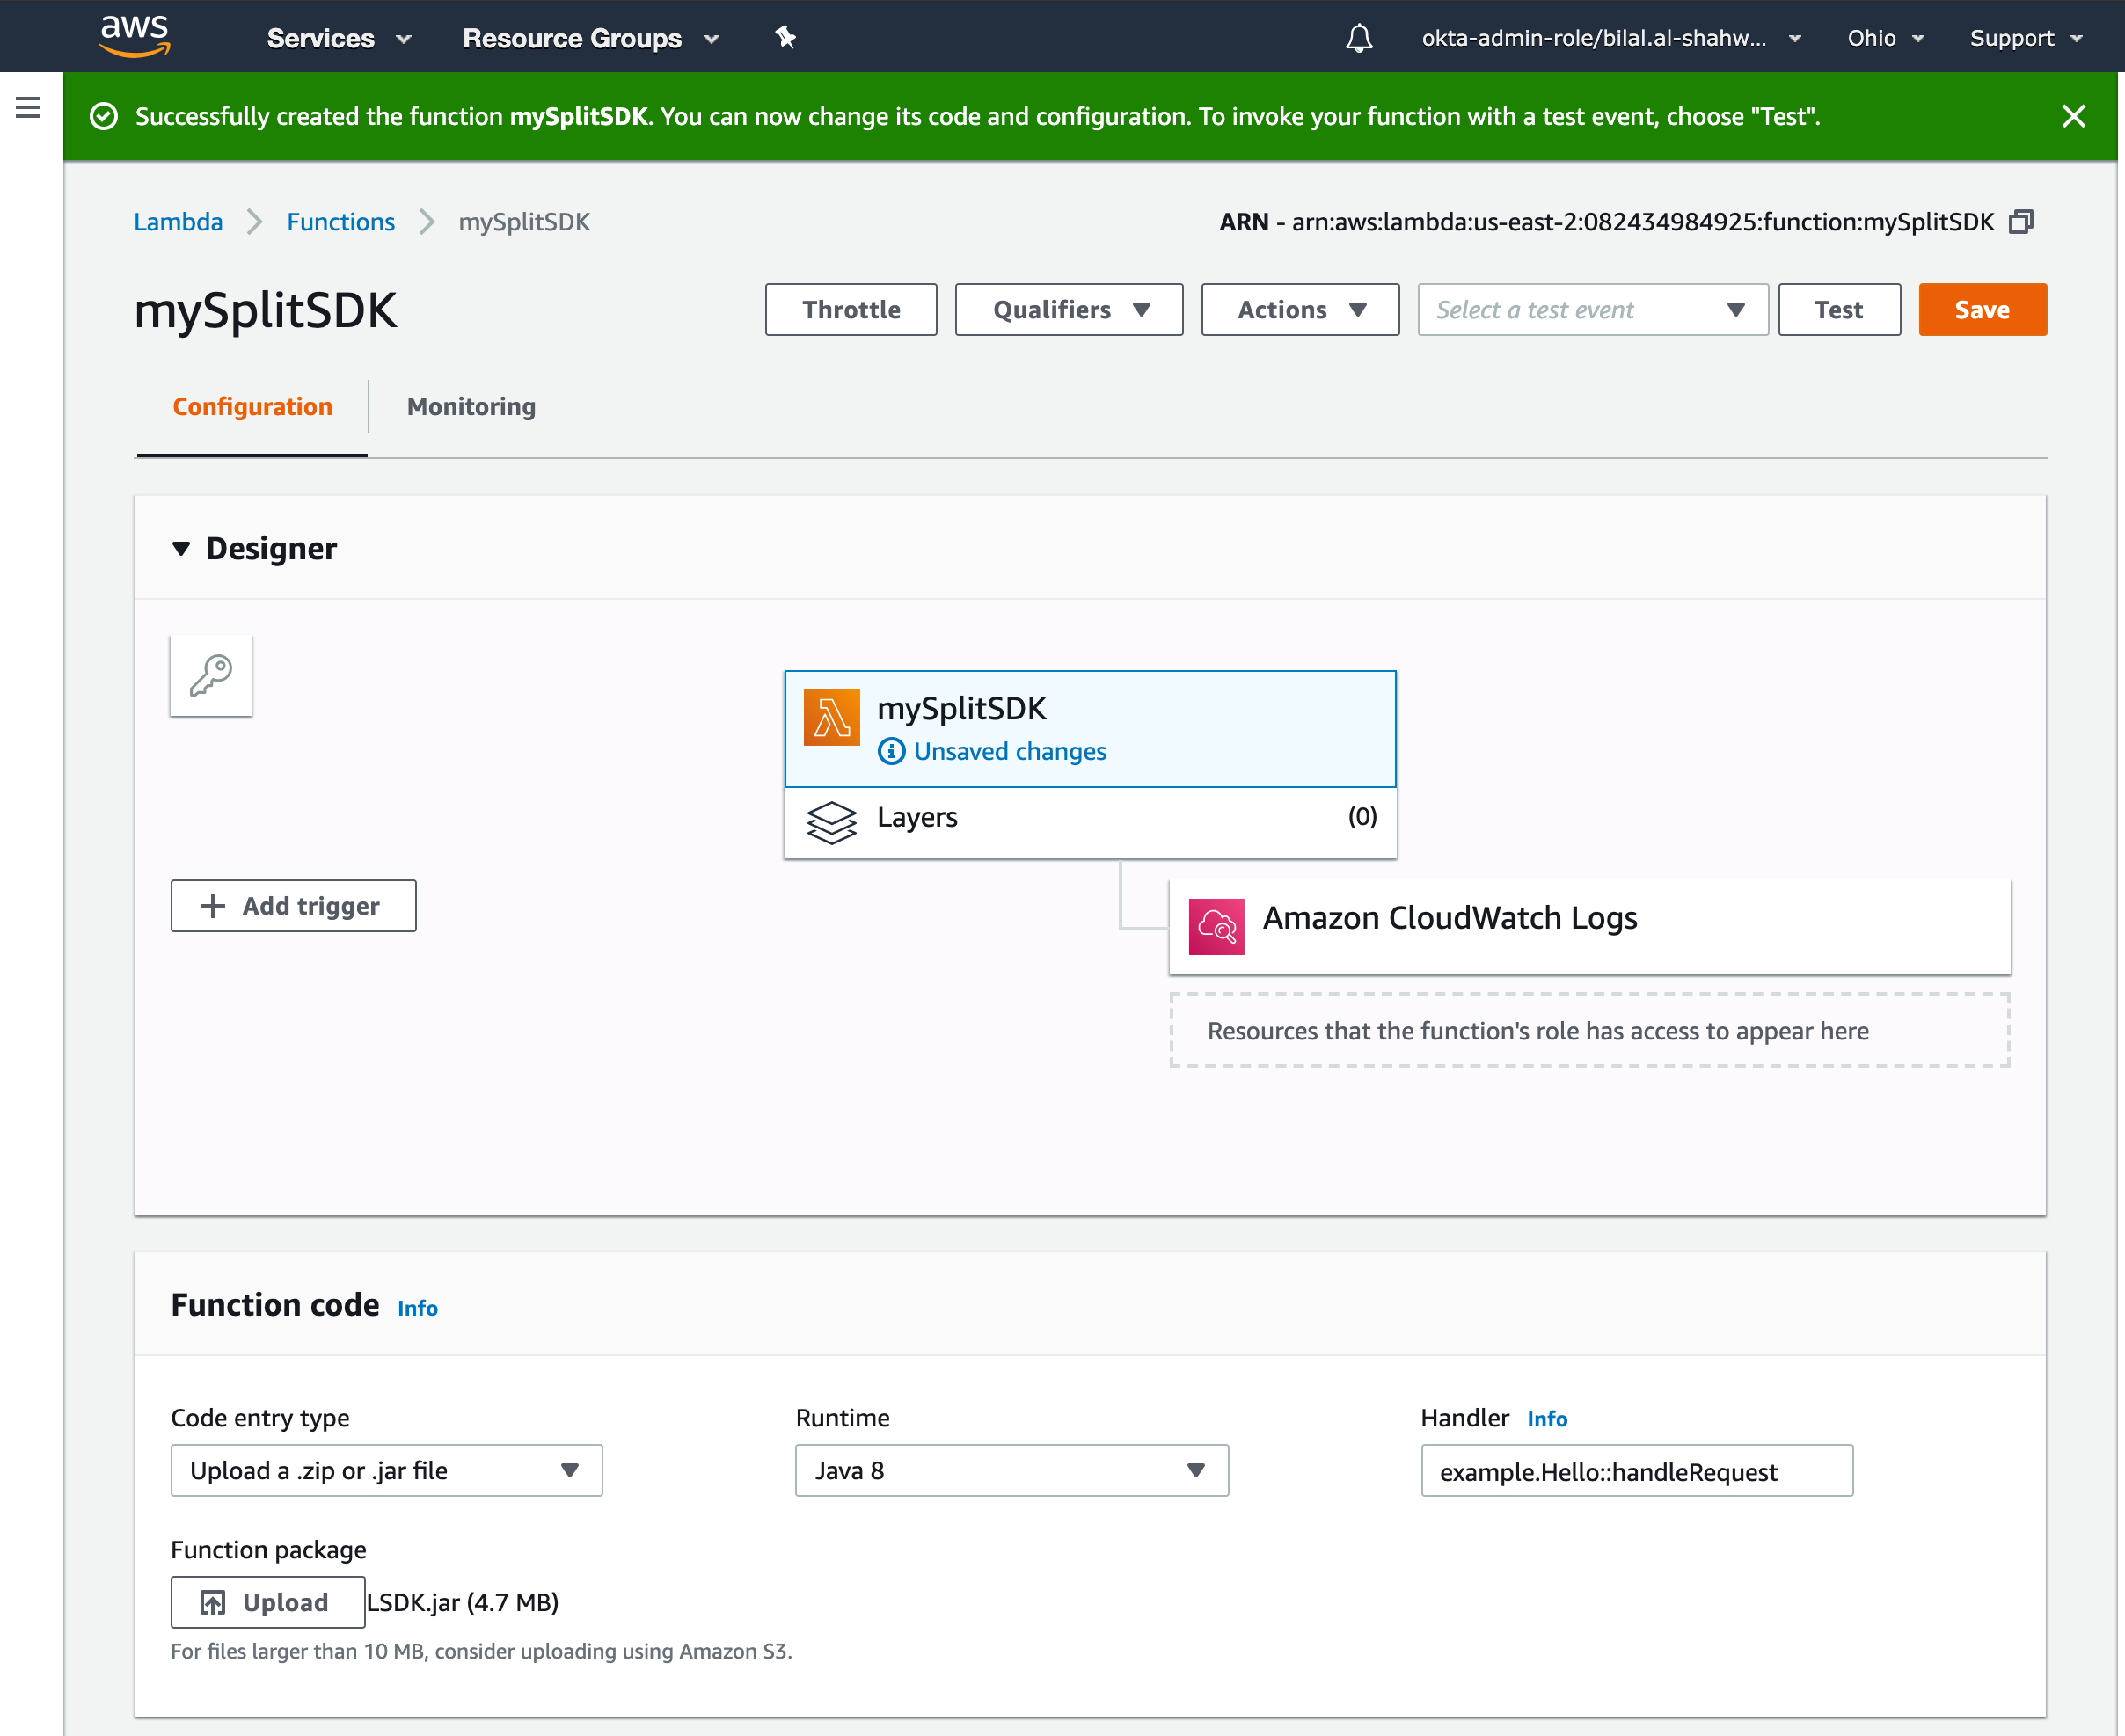 aws Services Resource Groups okta-admin-role/bilal.al-shahw... Ohio Support
Successfully created the function mySplitSDK. You can now change its code and configuration. To invoke your function with a test event, choose "Test".
Lambda Functions mySplitSDK ARN - arn:aws:lambda:us-east-2:082434984925:function:mySplitSDK
mySplitSDK Throttle Qualifiers Actions Select a test event Test Save
Configuration Monitoring
Designer
mySplitSDK
Unsaved changes
Layers (0)
Add trigger
Amazon CloudWatch Logs
Resources that the function's role has access to appear here
Function code Info
Code entry type Runtime Handler Info
Upload a .zip or .jar file Java 8 example.Hello::handleRequest
Function package
Upload LSDK.jar (4.7 MB)
For files larger than 10 MB, consider uploading using Amazon S3.